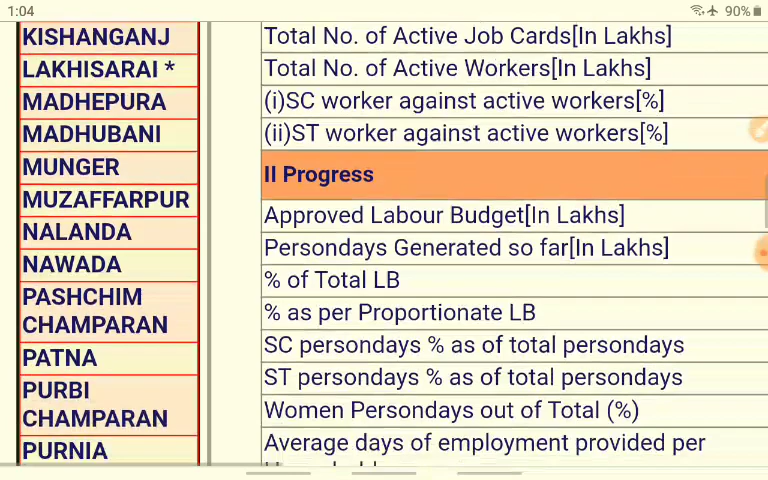 1:04
90%
KISHANGANJ
LAKHISARAI *
MADHEPURA
MADHUBANI
MUNGER
MUZAFFARPUR
NALANDA
NAWADA
PASHCHIM
CHAMPARAN
PATNA
PURBI
CHAMPARAN
PURNIA
Total No. of Active Job Cards[In Lakhs]
Total No. of Active Workers[In Lakhs]
(i)SC worker against active workers[%]
(ii)ST worker against active workers[%]
II Progress
Approved Labour Budget[In Lakhs]
Persondays Generated so far[In Lakhs]
% of Total LB
% as per Proportionate LB
SC persondays % as of total persondays
ST persondays % as of total persondays
Women Persondays out of Total (%)
Average days of employment provided per